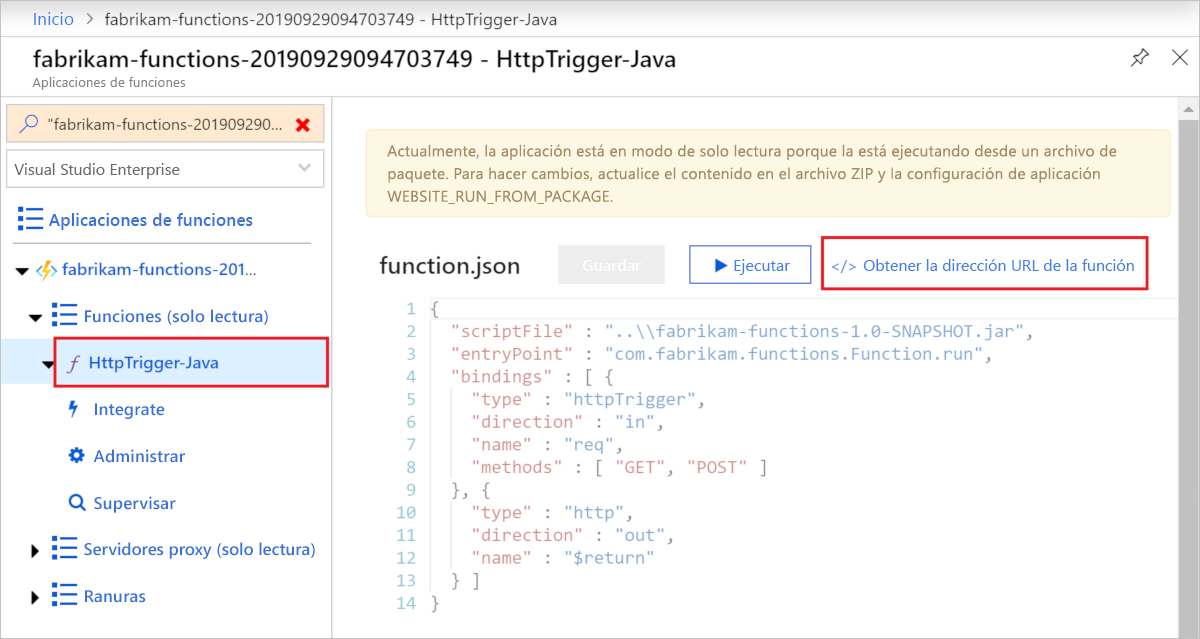 Inicio > fabrikam-functions-20190929094703749 - HttpTrigger-Java
fabrikam-functions-20190929094703749 - HttpTrigger-Java
Aplicaciones de funciones
"fabrikam-functions-201909290...
Visual Studio Enterprise
Aplicaciones de funciones
fabrikam-functions-201...
Funciones (solo lectura)
HttpTrigger-Java
Integrate
Administrar
Supervisar
Servidores proxy (solo lectura)
Ranuras
Actualmente, la aplicación está en modo de solo lectura porque la está ejecutando desde un archivo de
paquete. Para hacer cambios, actualice el contenido en el archivo ZIP y la configuración de aplicación
WEBSITE_RUN_FROM_PACKAGE.
function.json Guardar Ejecutar </> Obtener la dirección URL de la función
1 {
2 "scriptFile" : "..\\fabrikam-functions-1.0-SNAPSHOT.jar",
3 "entryPoint" : "com.fabrikam.functions.Function.run",
4 "bindings" : [ {
5 "type" : "httpTrigger",
6 "direction" : "in",
7 "name" : "req",
8 "methods" : [ "GET", "POST" ]
9 }, {
10 "type" : "http",
11 "direction" : "out",
12 "name" : "$return"
13 } ]
14 }